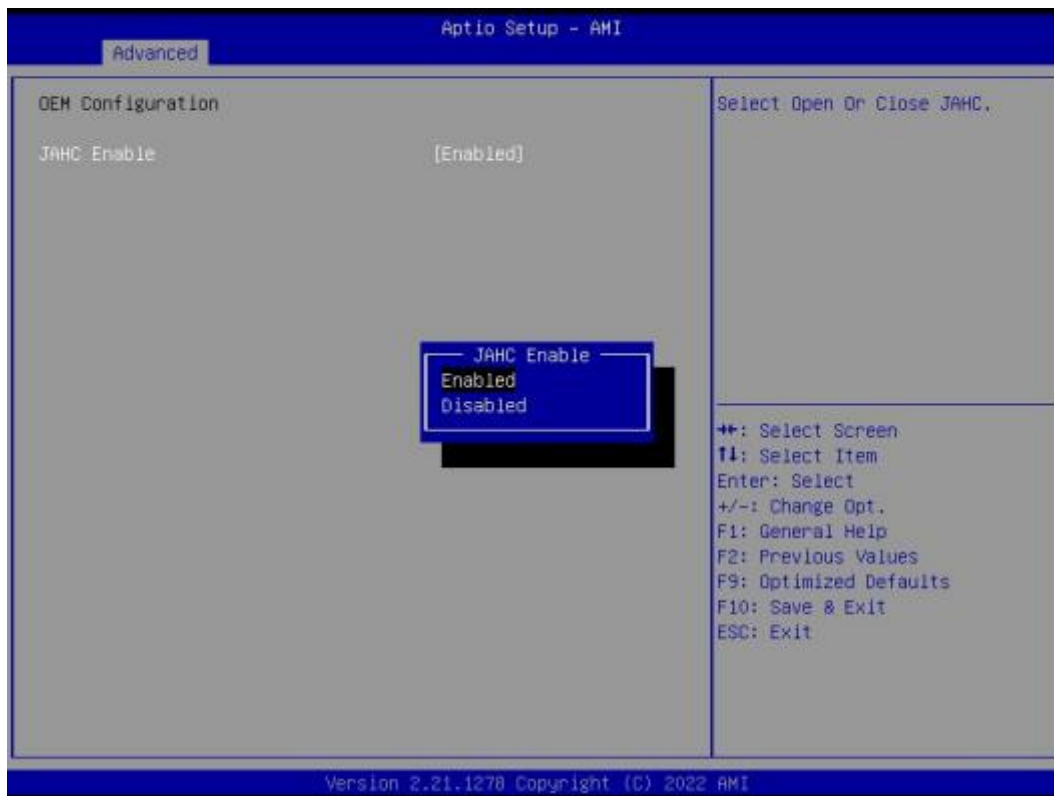 Aptio Setup - AMI
Advanced
OEM Configuration
JAHC Enable [Enabled]
Select Open Or Close JAHC.
JAHC Enable
Enabled
Disabled
→←: Select Screen
↑↓: Select Item
Enter: Select
+/-: Change Opt.
F1: General Help
F2: Previous Values
F9: Optimized Defaults
F10: Save & Exit
ESC: Exit
Version 2.21.1278 Copyright (C) 2022 AMI